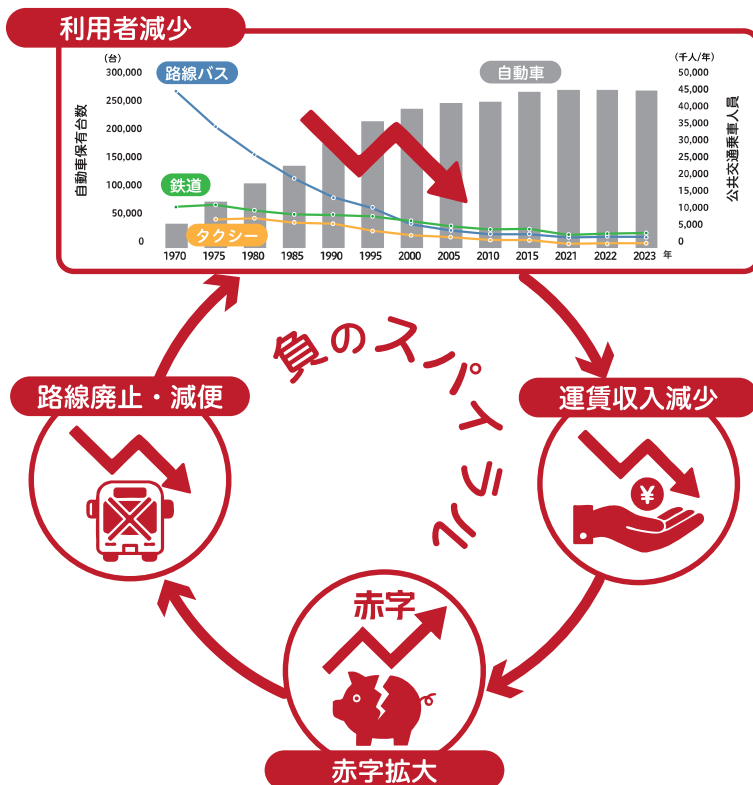 利用者減少
(台)
(千人/年)
300,000
250,000
200,000
150,000
100,000
50,000
0
自動車保有台数
路線バス
自動車
鉄道
タクシー
50,000
45,000
40,000
35,000
30,000
25,000
20,000
15,000
10,000
5,000
0
公共交通乗車人員
1970 1975 1980 1985 1990 1995 2000 2005 2010 2015 2021 2022 2023 年
負のスパイラル
路線廃止・減便
運賃収入減少
¥
赤字
赤字拡大